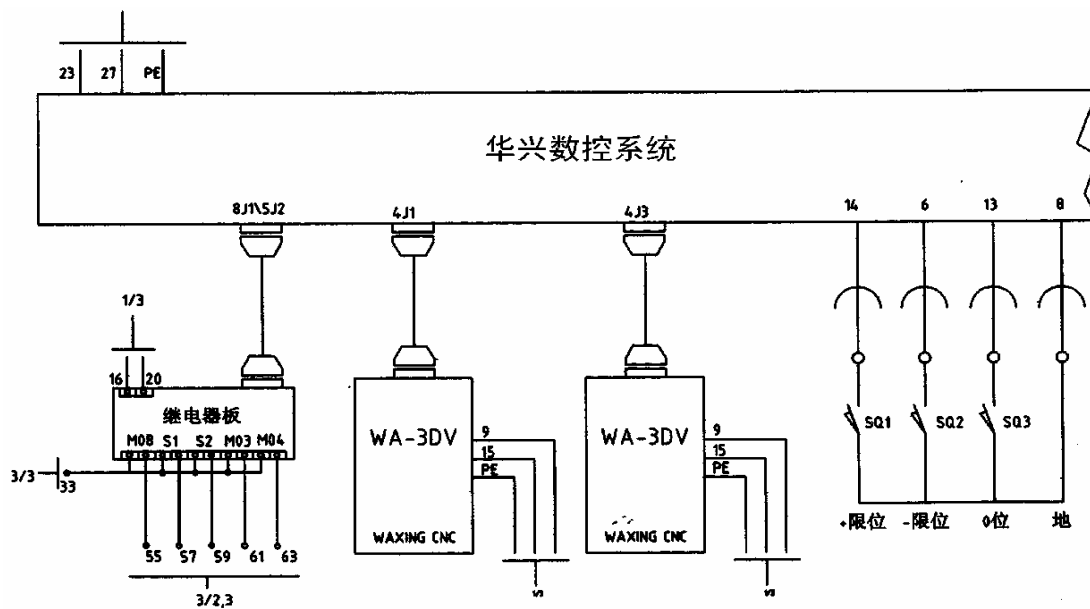 23 27 PE
华兴数控系统
8J1\5J2 4J1 4J3 14 6 13 8
1/3
16 20
继电器板
M08 S1 S2 M03 M04
3/3 33
55 57 59 61 63
3/2,3
WA-3DV
9
15
PE
WAXING CNC
WA-3DV
9
15
PE
WAXING CNC
SQ1 SQ2 SQ3
+限位 -限位 0位 地